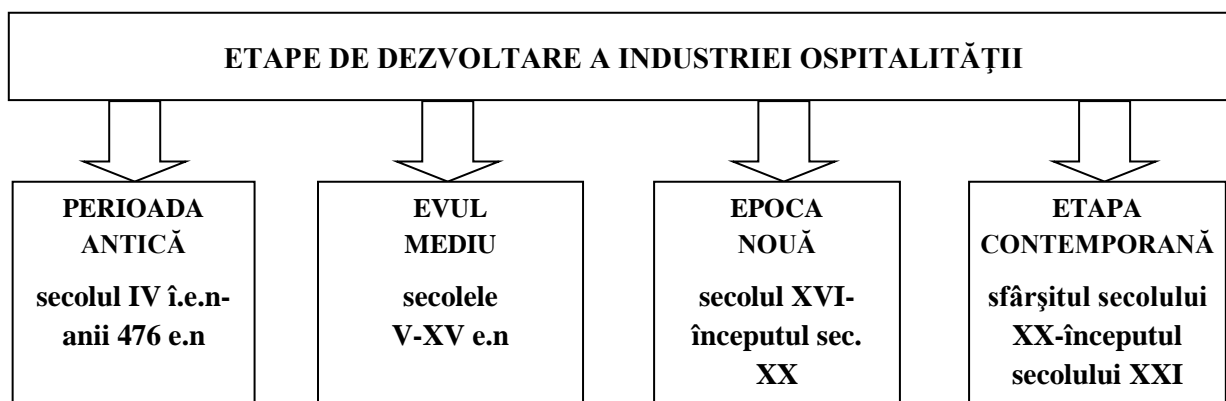 ETAPE DE DEZVOLTARE A INDUSTRIEI OSPITALITĂŢII
PERIOADA
ANTICĂ
secolul IV î.e.n-
anii 476 e.n
EVUL
MEDIU
secolele
V-XV e.n
EPOCA
NOUĂ
secolul XVI-
începutul sec.
XX
ETAPA
CONTEMPORANĂ
sfârşitul secolului
XX-începutul
secolului XXI